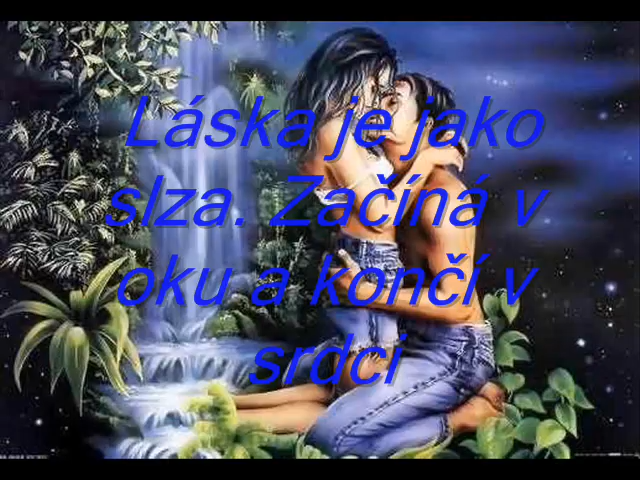 Láska je jako
slza. Začíná v
oku a končí v
srdci